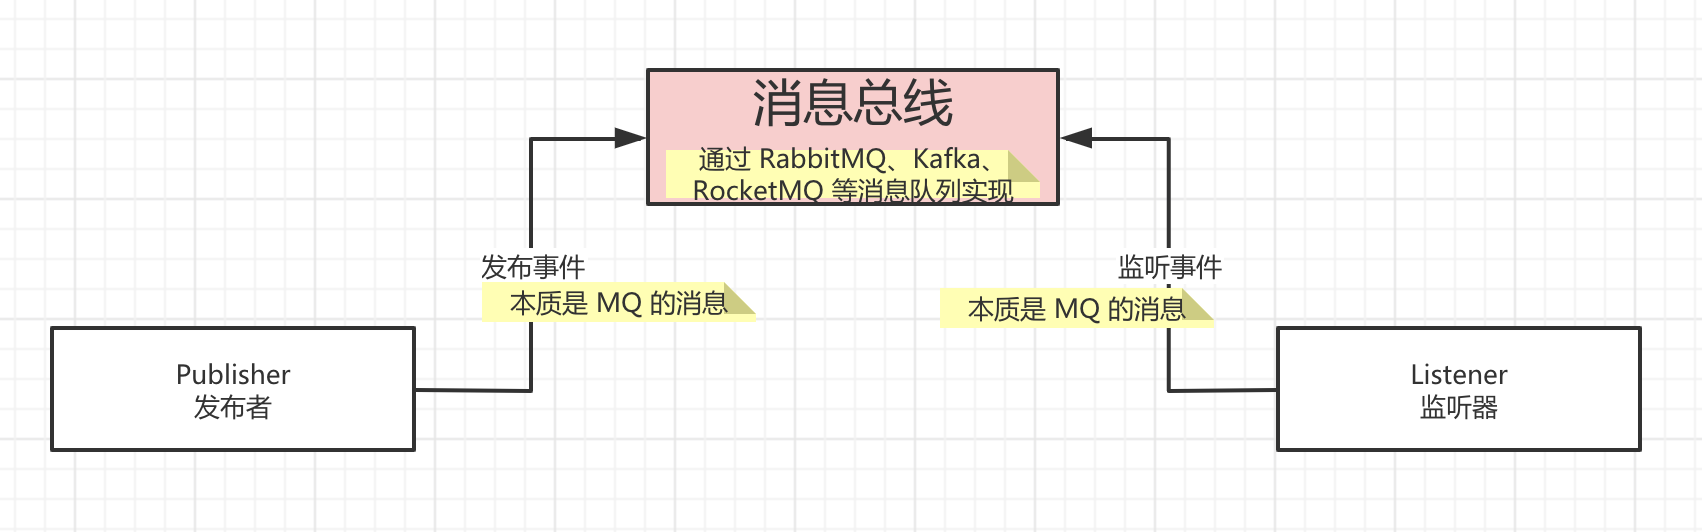 消息总线
通过 RabbitMQ、Kafka、
RocketMQ 等消息队列实现
发布事件
本质是 MQ 的消息
监听事件
本质是 MQ 的消息
Publisher
发布者
Listener
监听器